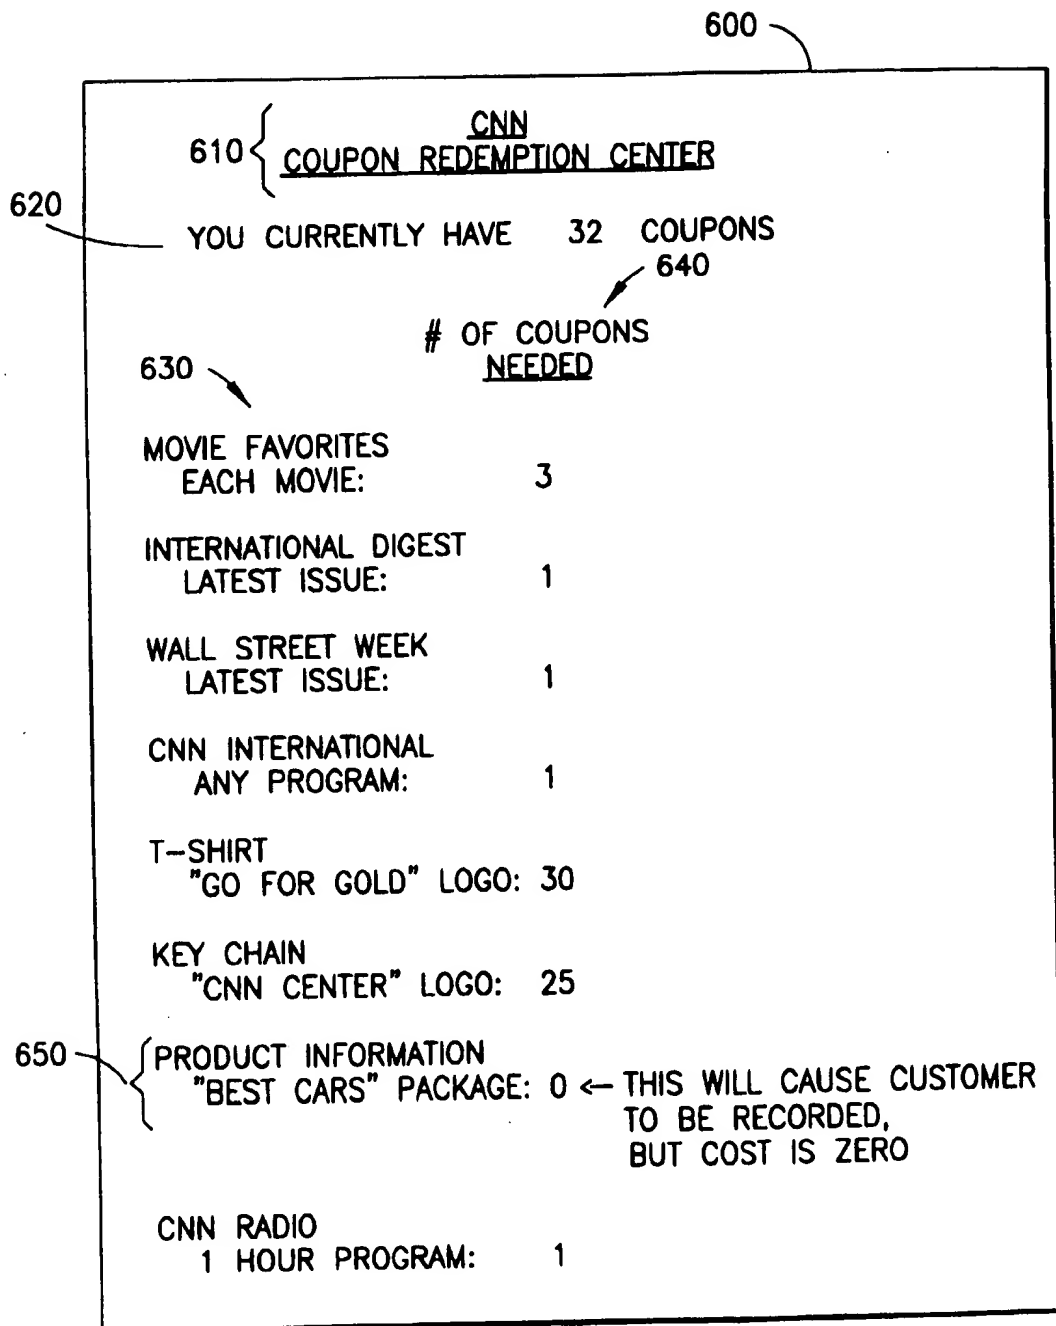 600
610 CNN
COUPON REDEMPTION CENTER
620
YOU CURRENTLY HAVE 32 COUPONS
640
# OF COUPONS
NEEDED
630
MOVIE FAVORITES
EACH MOVIE: 3
INTERNATIONAL DIGEST
LATEST ISSUE: 1
WALL STREET WEEK
LATEST ISSUE: 1
CNN INTERNATIONAL
ANY PROGRAM: 1
T-SHIRT
"GO FOR GOLD" LOGO: 30
KEY CHAIN
"CNN CENTER" LOGO: 25
650 PRODUCT INFORMATION
"BEST CARS" PACKAGE: 0 ← THIS WILL CAUSE CUSTOMER
TO BE RECORDED,
BUT COST IS ZERO
CNN RADIO
1 HOUR PROGRAM: 1